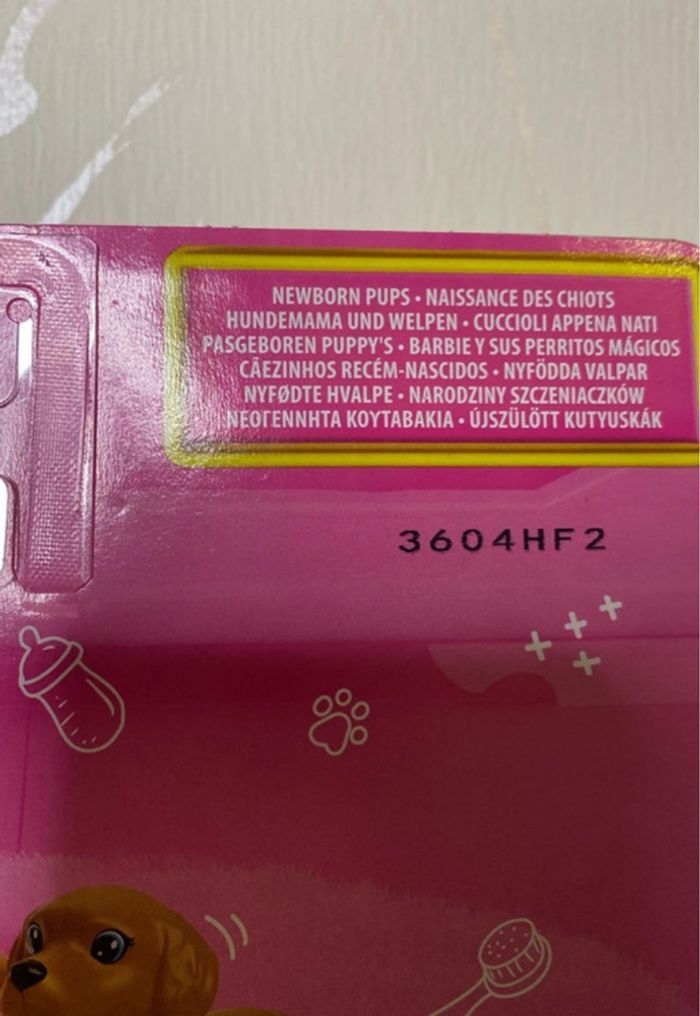 NEWBORN PUPS • NAISSANCE DES CHIOTS
HUNDEMAMA UND WELPEN • CUCCIOLI APPENA NATI
PASGEBOREN PUPPY'S • BARBIE Y SUS PERRITOS MÁGICOS
CÃEZINHOS RECÉM-NASCIDOS • NYFÖDDA VALPAR
NYFØDTE HVALPE • NARODZINY SZCZENIACZKÓW
ΝΕΟΓΕΝΝΗΤΑ ΚΟΥΤΑΒΑΚΙΑ • ÚJSZÜLÖTT KUTYUSKÁK
3604HF2